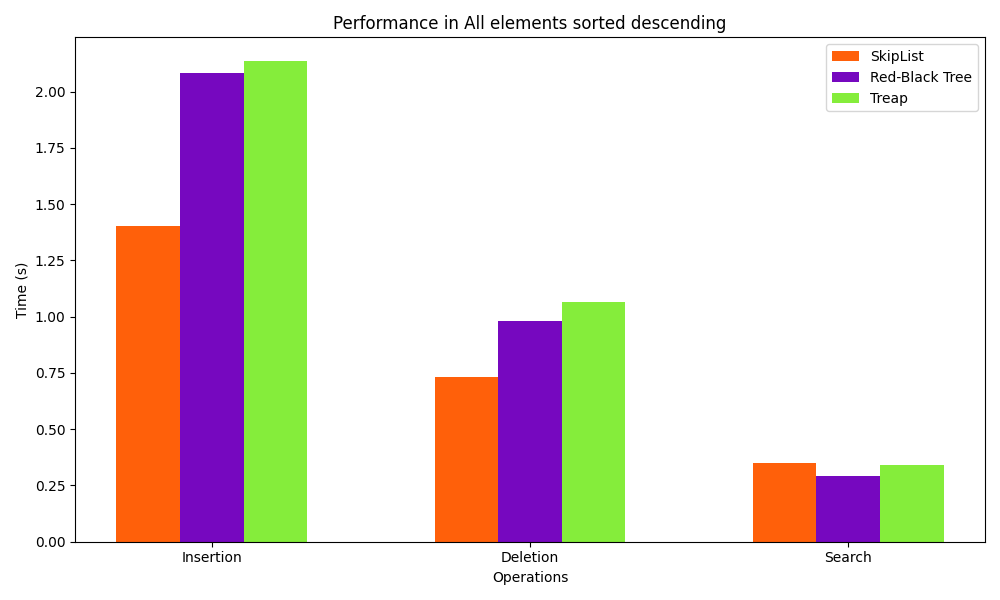 Performance in All elements sorted descending
SkipList
Red-Black Tree
Treap
2.00
1.75
1.50
1.25
1.00
0.75
0.50
0.25
0.00
Time (s)
Insertion
Deletion
Search
Operations